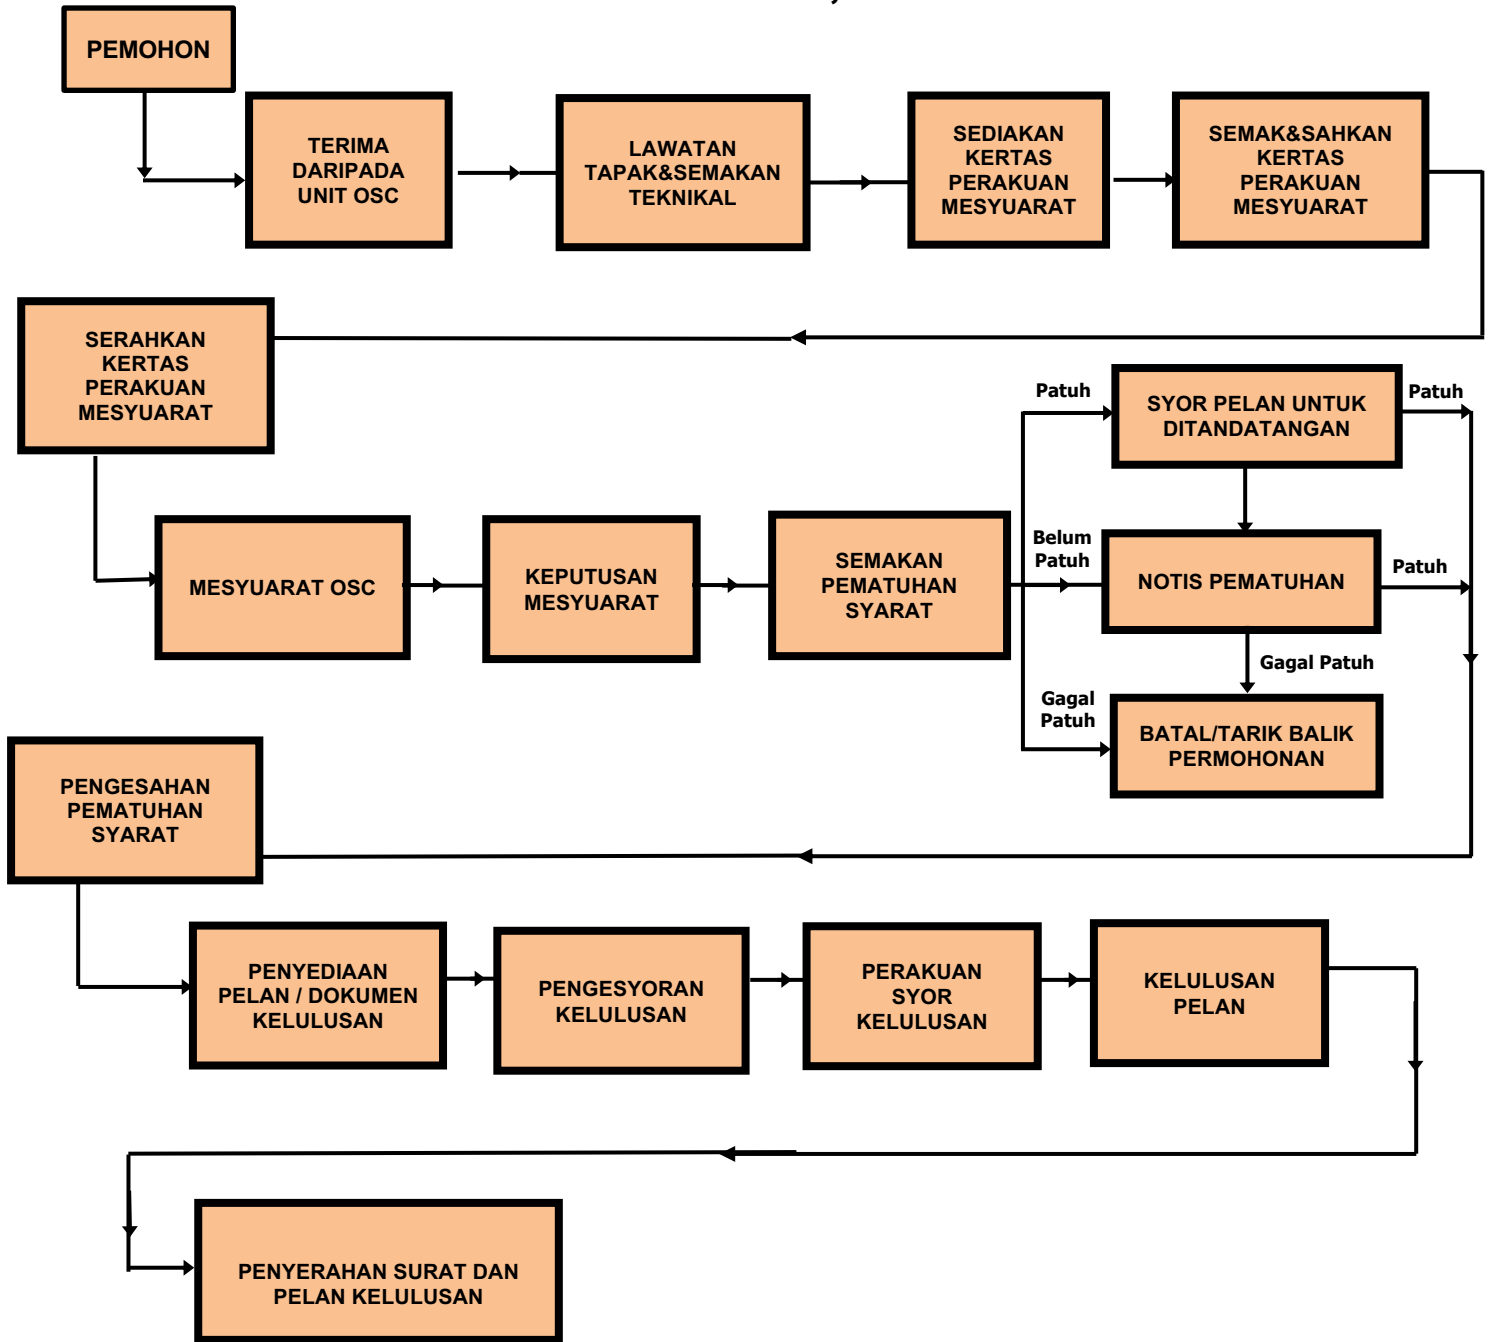 PEMOHON
TERIMA
DARIPADA
UNIT OSC
LAWATAN
TAPAK&SEMAKAN
TEKNIKAL
SEDIAKAN
KERTAS
PERAKUAN
MESYUARAT
SEMAK&SAHKAN
KERTAS
PERAKUAN
MESYUARAT
SERAHKAN
KERTAS
PERAKUAN
MESYUARAT
MESYUARAT OSC
KEPUTUSAN
MESYUARAT
SEMAKAN
PEMATUHAN
SYARAT
Patuh
SYOR PELAN UNTUK
DITANDATANGAN
Patuh
Belum
Patuh
NOTIS PEMATUHAN
Patuh
Gagal Patuh
Gagal
Patuh
BATAL/TARIK BALIK
PERMOHONAN
PENGESAHAN
PEMATUHAN
SYARAT
PENYEDIAAN
PELAN / DOKUMEN
KELULUSAN
PENGESYORAN
KELULUSAN
PERAKUAN
SYOR
KELULUSAN
KELULUSAN
PELAN
PENYERAHAN SURAT DAN
PELAN KELULUSAN